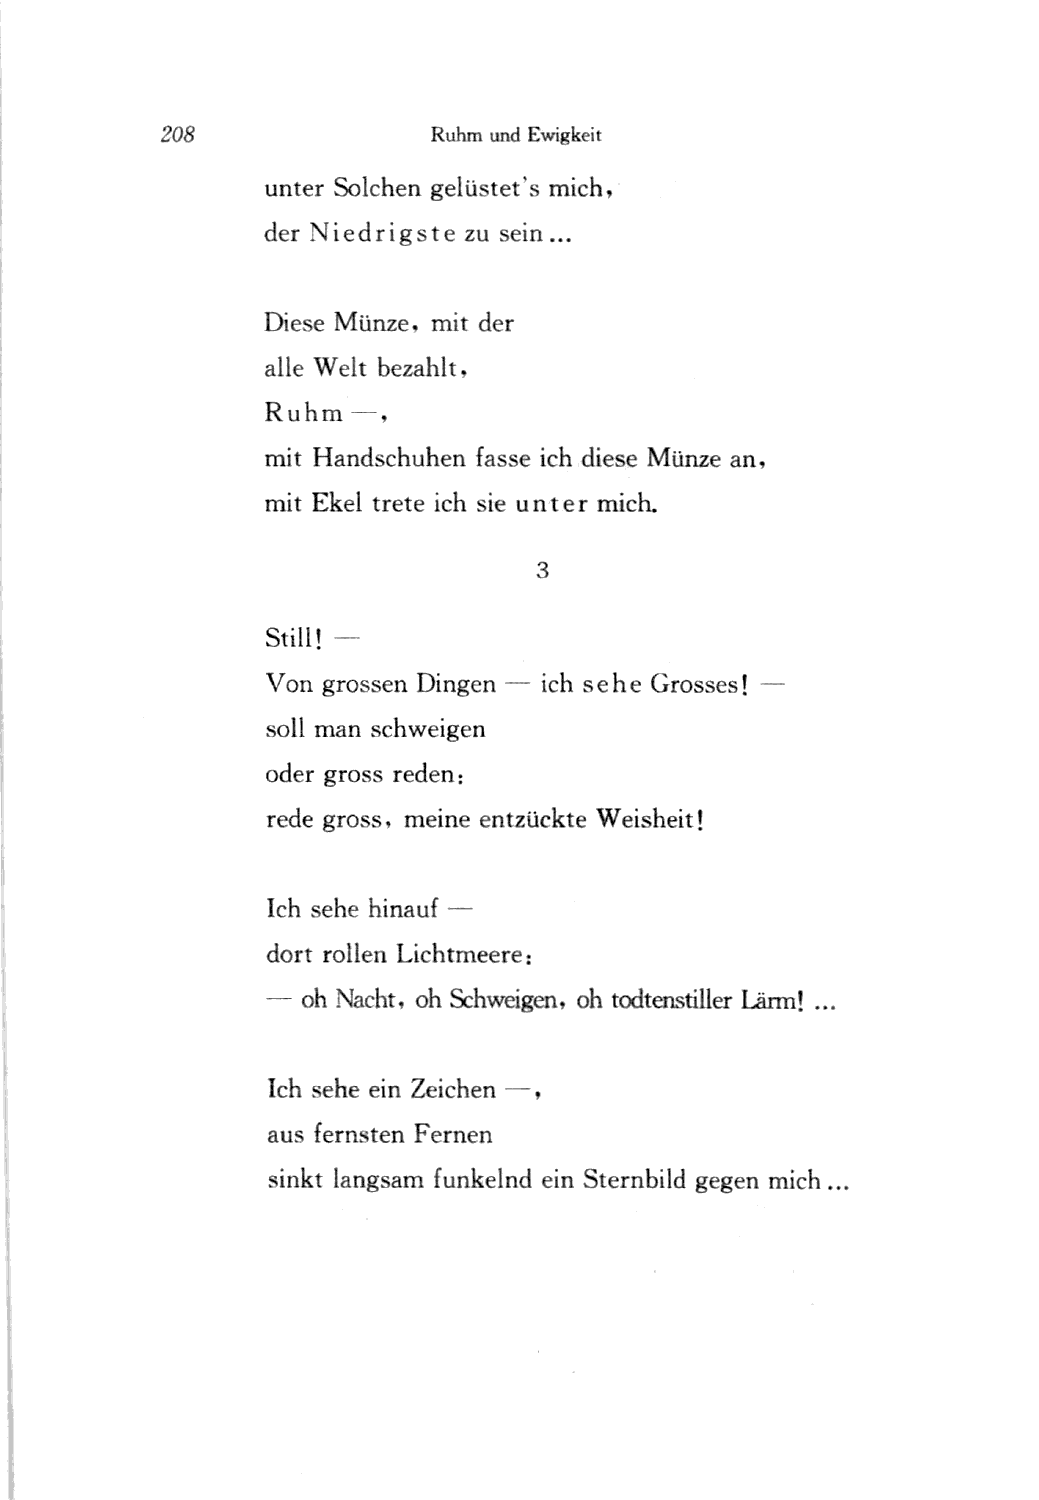 208 Ruhm und Ewigkeit
unter Solchen gelüstet's mich,
der Niedrigste zu sein ...
Diese Münze, mit der
alle Welt bezahlt,
Ruhm —,
mit Handschuhen fasse ich diese Münze an,
mit Ekel trete ich sie unter mich.
3
Still! —
Von grossen Dingen — ich sehe Grosses! —
soll man schweigen
oder gross reden:
rede gross, meine entzückte Weisheit!
Ich sehe hinauf —
dort rollen Lichtmeere:
— oh Nacht, oh Schweigen, oh todtenstiller Lärm! ...
Ich sehe ein Zeichen —,
aus fernsten Fernen
sinkt langsam funkelnd ein Sternbild gegen mich ...